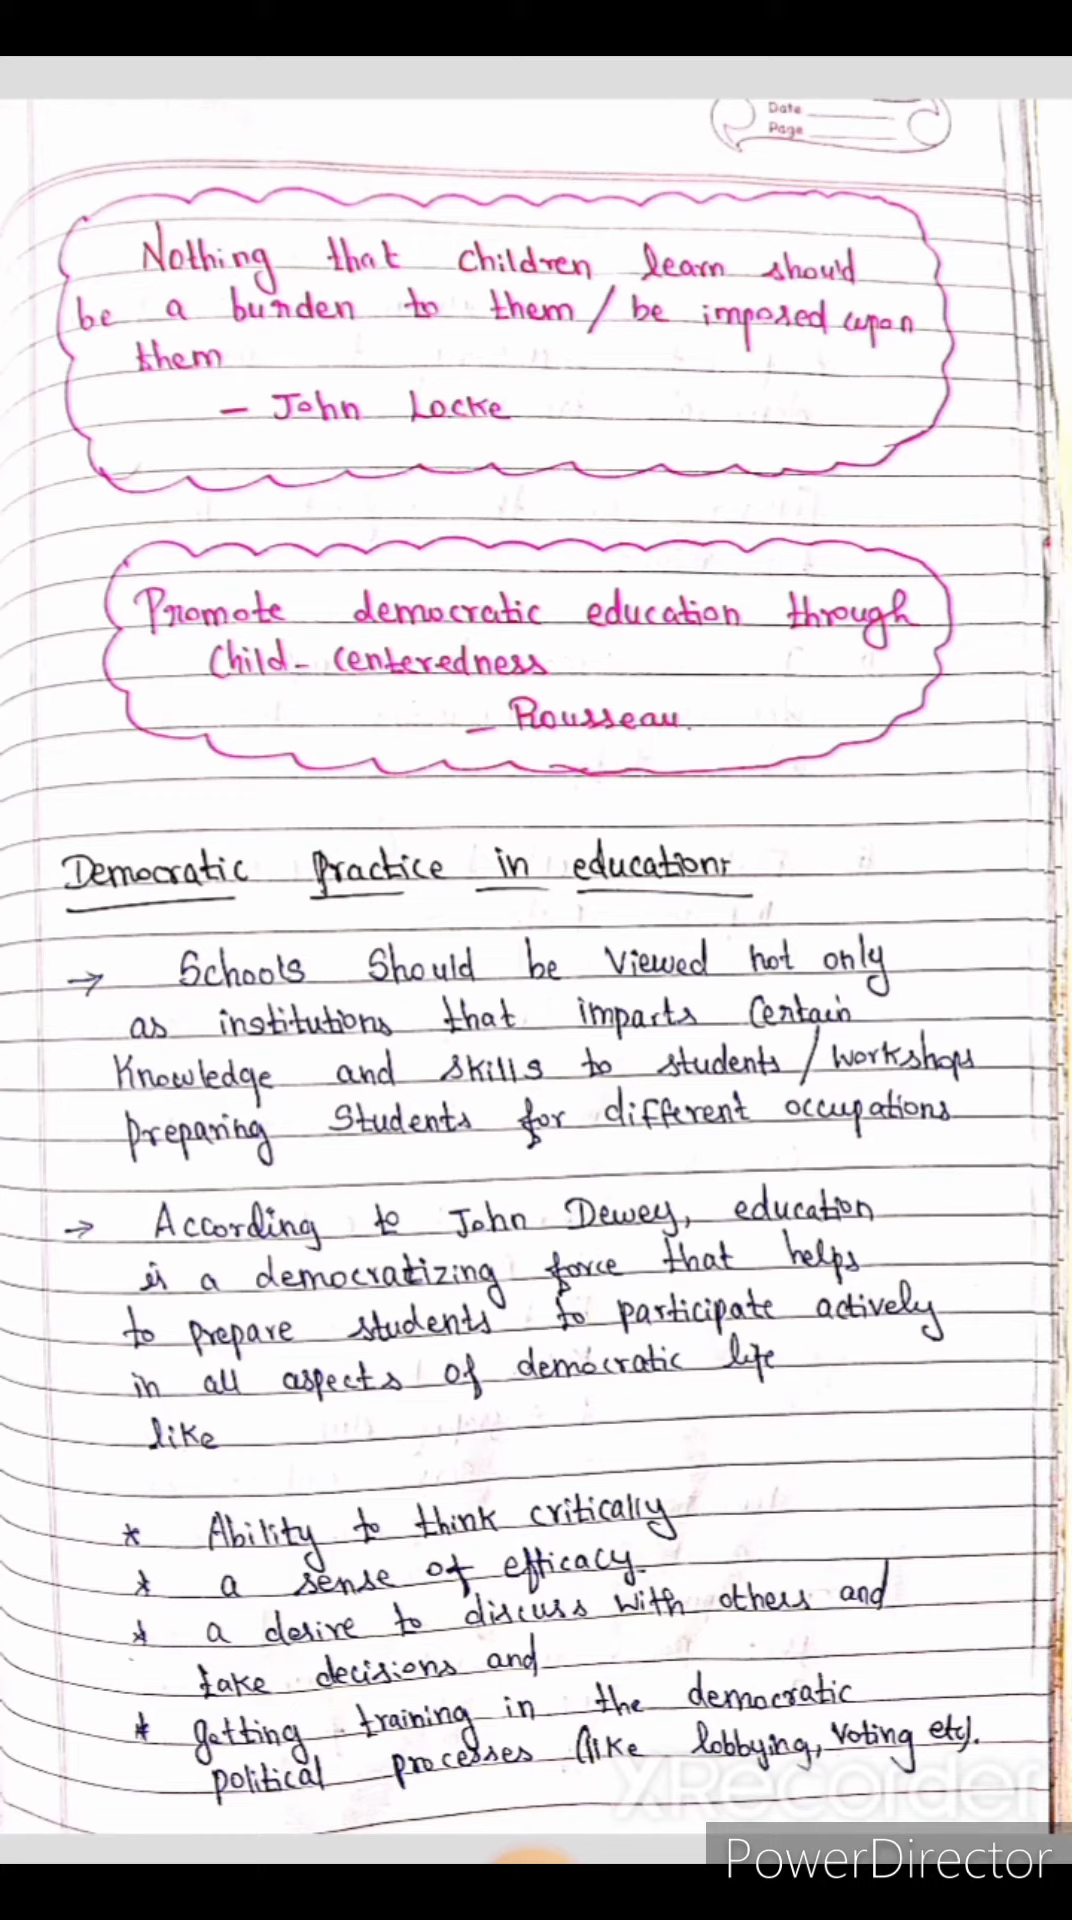 Date
Page
Nothing that children learn should
be a burden to them / be imposed upon
them
- John Locke
Promote democratic education through
Child-centeredness
- Rousseau.
Democratic Practice in education:
→ Schools Should be viewed not only
as institutions that imparts certain
knowledge and skills to students / workshops
preparing students for different occupations
→ According to John Dewey, education
is a democratizing force that helps
to prepare students to participate actively
in all aspects of democratic life
like
* Ability to think critically
* a sense of efficacy
* a desire to discuss with others and
take decisions and
* getting training in the democratic
political processes (like lobbying, voting etc).
XRecorder
PowerDirector